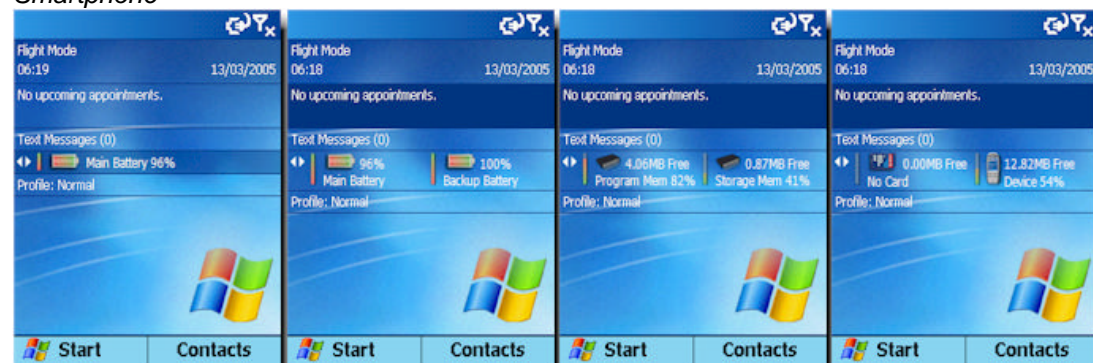 Smartphone
Flight Mode
06:19 13/03/2005
No upcoming appointments.
Text Messages (0)
Main Battery 96%
Profile: Normal
Start Contacts
Flight Mode
06:18 13/03/2005
No upcoming appointments.
Text Messages (0)
96% 100%
Main Battery Backup Battery
Profile: Normal
Start Contacts
Flight Mode
06:18 13/03/2005
No upcoming appointments.
Text Messages (0)
4.06MB Free 0.87MB Free
Program Mem 82% Storage Mem 41%
Profile: Normal
Start Contacts
Flight Mode
06:18 13/03/2005
No upcoming appointments.
Text Messages (0)
0.00MB Free 12.82MB Free
No Card Device 54%
Profile: Normal
Start Contacts